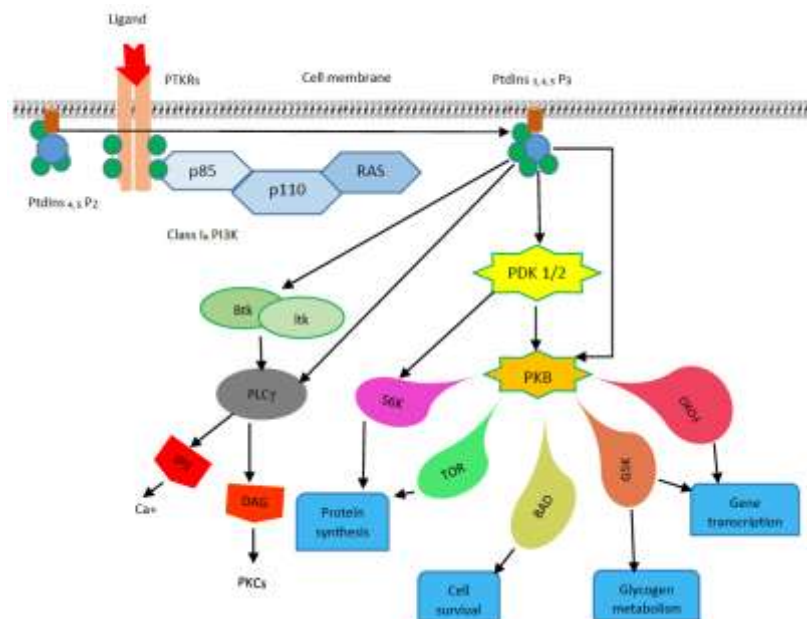 Ligand
PTKRs
Cell membrane
PtdIns 3,4,5 P3
p85
p110
RAS
PtdIns 4,5 P2
Class Iₐ PI3K
PDK 1/2
Btk
Itk
PKB
PLCγ
S6K
TOR
BAD
GSK
DAG
Ca+
PKCs
Protein
synthesis
Cell
survival
Glycogen
metabolism
Gene
transcription